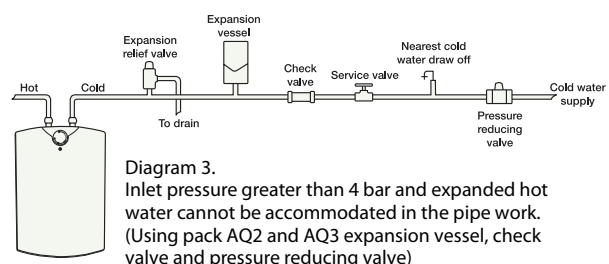 Expansion
vessel
Expansion
relief valve
Nearest cold
water draw off
Check
valve
Service valve
Hot
Cold
Cold water
supply
To drain
Pressure
reducing
valve
Diagram 3.
Inlet pressure greater than 4 bar and expanded hot
water cannot be accommodated in the pipe work.
(Using pack AQ2 and AQ3 expansion vessel, check
valve and pressure reducing valve)